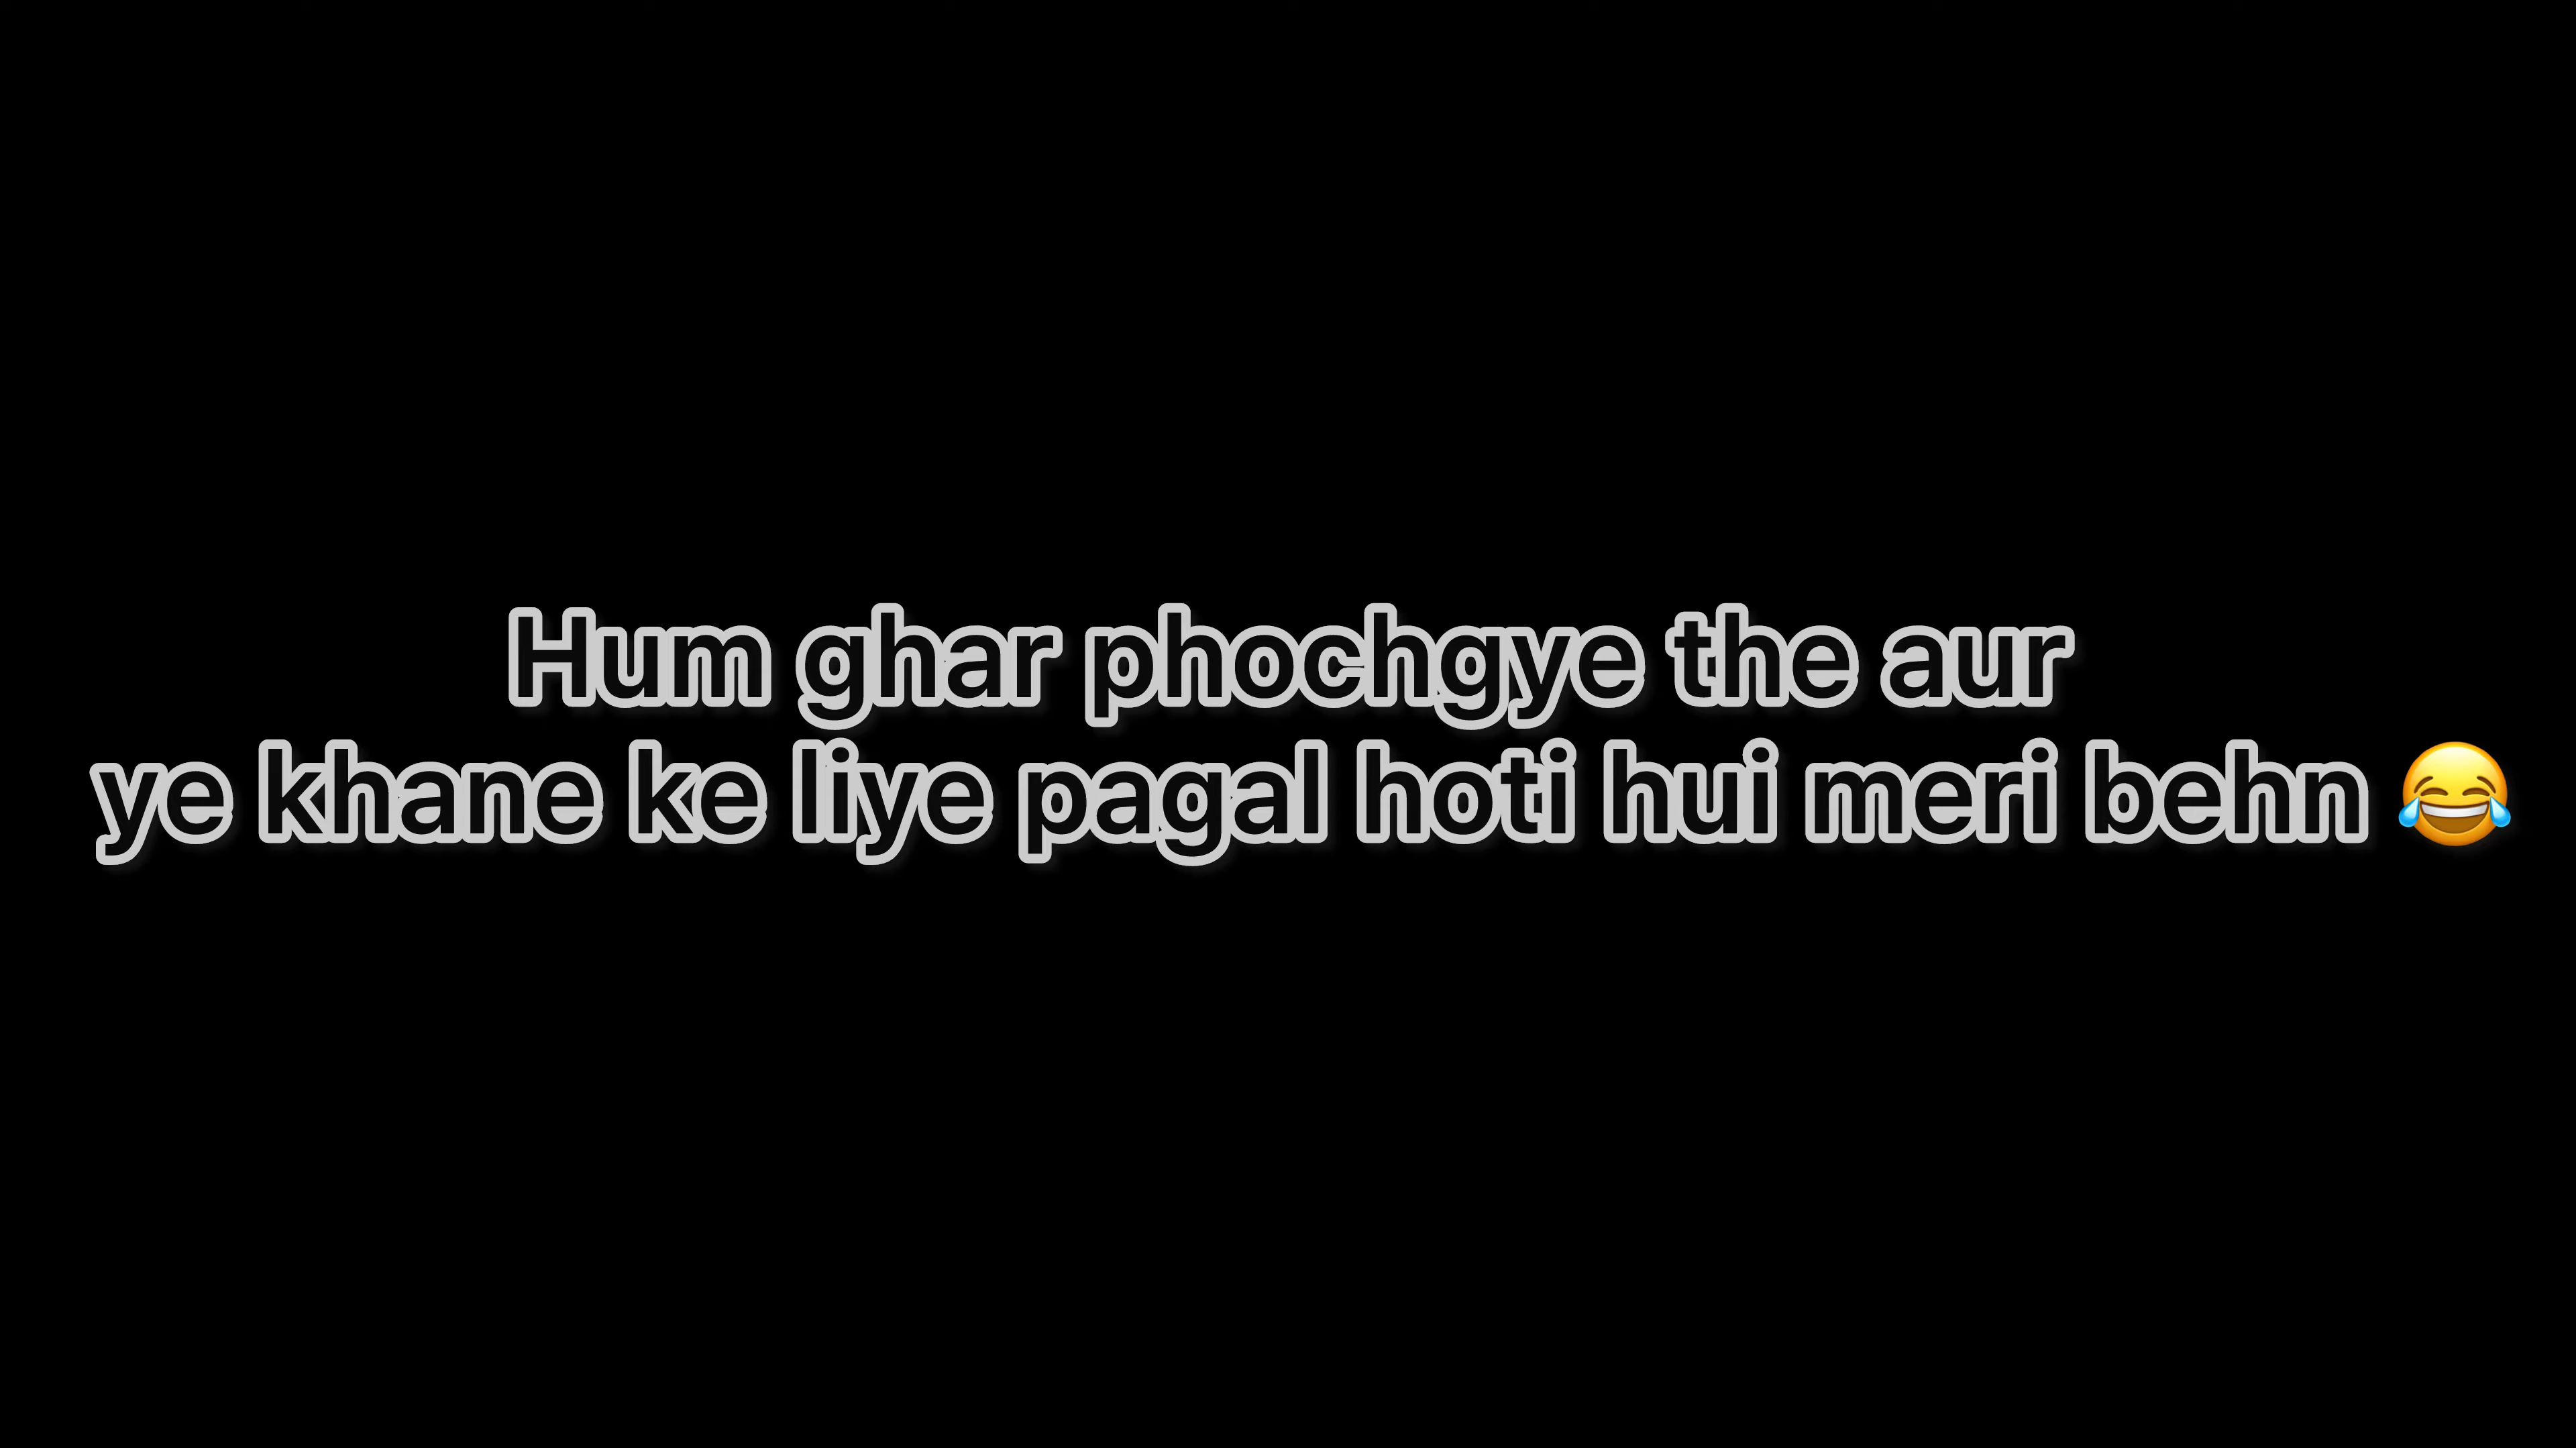 Hum ghar phochgye the aur
ye khane ke liye pagal hoti hui meri behn 😂